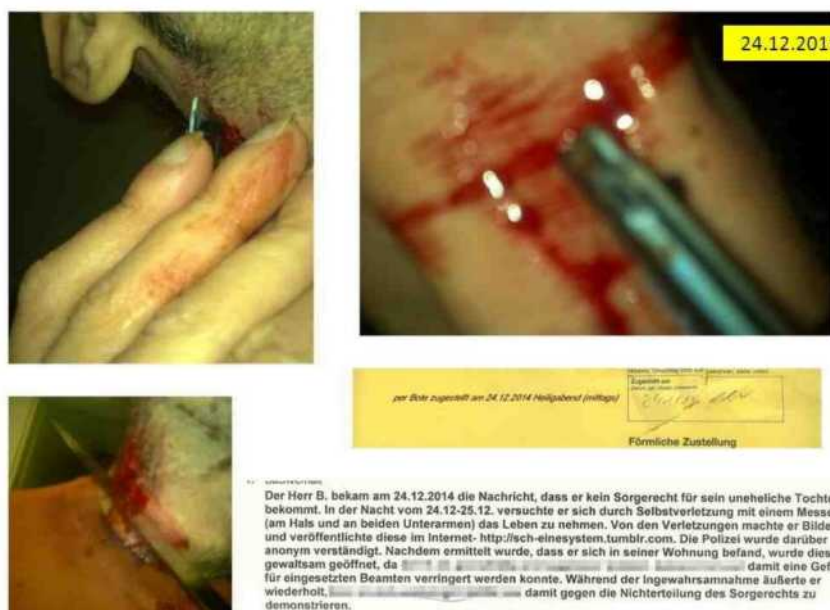 24.12.201
per Bote zugestellt am 24.12.2014 Heiligabend (mittags)
Zugestellt am
Förmliche Zustellung
Der Herr B. bekam am 24.12.2014 die Nachricht, dass er kein Sorgerecht für sein uneheliche Tochte
bekommt. In der Nacht vom 24.12-25.12. versuchte er sich durch Selbstverletzung mit einem Messe
(am Hals und an beiden Unterarmen) das Leben zu nehmen. Von den Verletzungen machte er Bilde
und veröffentlichte diese im Internet- http://sch-einesystem.tumblr.com. Die Polizei wurde darüber
anonym verständigt. Nachdem ermittelt wurde, dass er sich in seiner Wohnung befand, wurde dies
gewaltsam geöffnet, da damit eine Gef
für eingesetzten Beamten verringert werden konnte. Während der Ingewahrsamnahme äußerte er
wiederholt, damit gegen die Nichterteilung des Sorgerechts zu
demonstrieren.